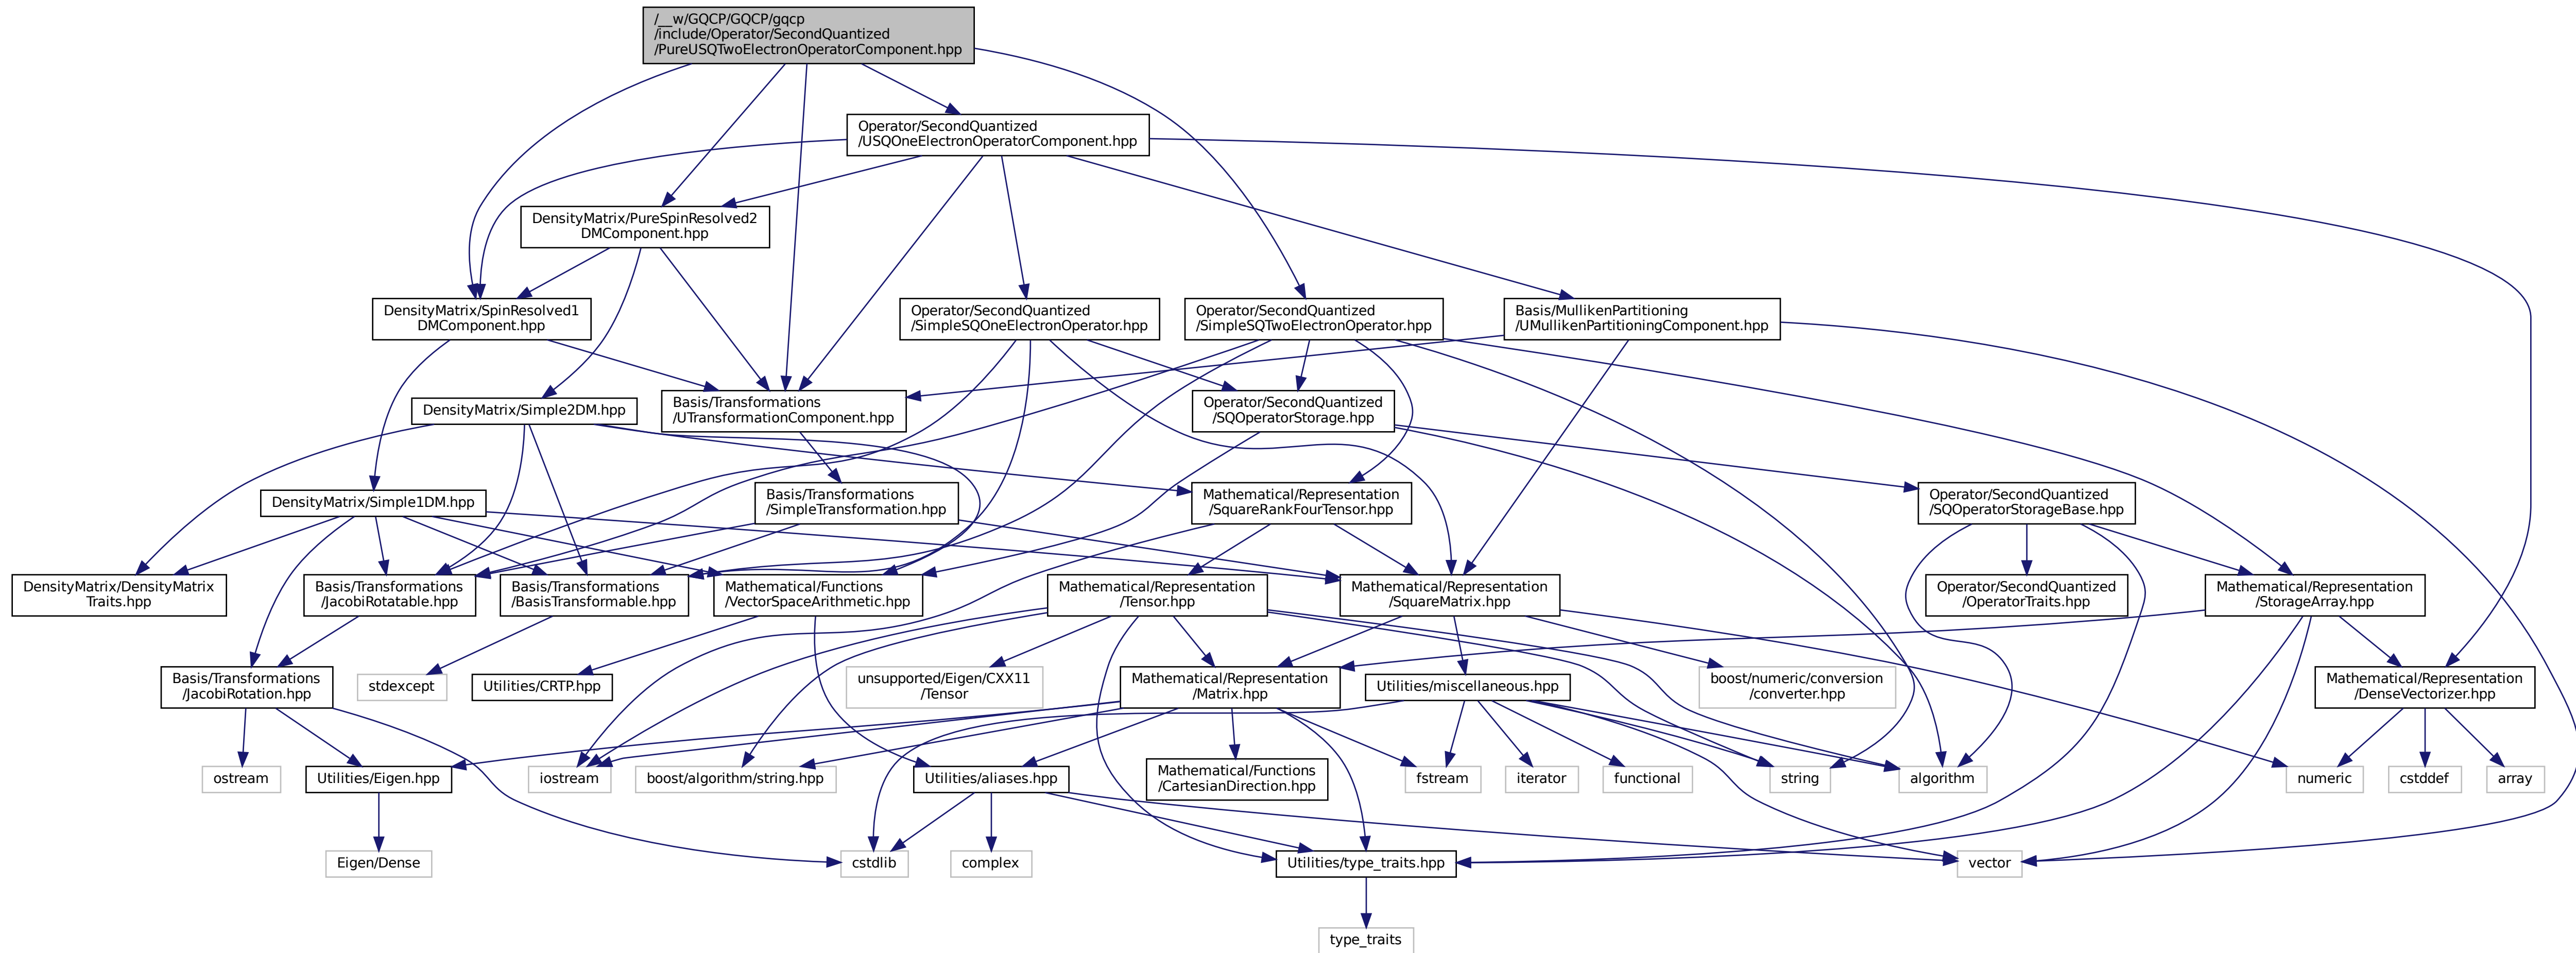 /__w/GQCP/GQCP/gqcp
/include/Operator/SecondQuantized
/PureUSQTwoElectronOperatorComponent.hpp
Operator/SecondQuantized
/USQOneElectronOperatorComponent.hpp
DensityMatrix/PureSpinResolved2
DMComponent.hpp
DensityMatrix/SpinResolved1
DMComponent.hpp
Operator/SecondQuantized
/SimpleSQOneElectronOperator.hpp
Operator/SecondQuantized
/SimpleSQTwoElectronOperator.hpp
Basis/MullikenPartitioning
/UMullikenPartitioningComponent.hpp
DensityMatrix/Simple2DM.hpp
Basis/Transformations
/UTransformationComponent.hpp
Operator/SecondQuantized
/SQOperatorStorage.hpp
DensityMatrix/Simple1DM.hpp
Basis/Transformations
/SimpleTransformation.hpp
Mathematical/Representation
/SquareRankFourTensor.hpp
Operator/SecondQuantized
/SQOperatorStorageBase.hpp
DensityMatrix/DensityMatrix
Traits.hpp
Basis/Transformations
/JacobiRotatable.hpp
Basis/Transformations
/BasisTransformable.hpp
Mathematical/Functions
/VectorSpaceArithmetic.hpp
Mathematical/Representation
/Tensor.hpp
Mathematical/Representation
/SquareMatrix.hpp
Operator/SecondQuantized
/OperatorTraits.hpp
Mathematical/Representation
/StorageArray.hpp
Basis/Transformations
/JacobiRotation.hpp
stdexcept
Utilities/CRTP.hpp
unsupported/Eigen/CXX11
/Tensor
Mathematical/Representation
/Matrix.hpp
Utilities/miscellaneous.hpp
boost/numeric/conversion
/converter.hpp
Mathematical/Representation
/DenseVectorizer.hpp
ostream
Utilities/Eigen.hpp
iostream
boost/algorithm/string.hpp
Utilities/aliases.hpp
Mathematical/Functions
/CartesianDirection.hpp
fstream
iterator
functional
string
algorithm
numeric
cstddef
array
Eigen/Dense
cstdlib
complex
Utilities/type_traits.hpp
vector
type_traits